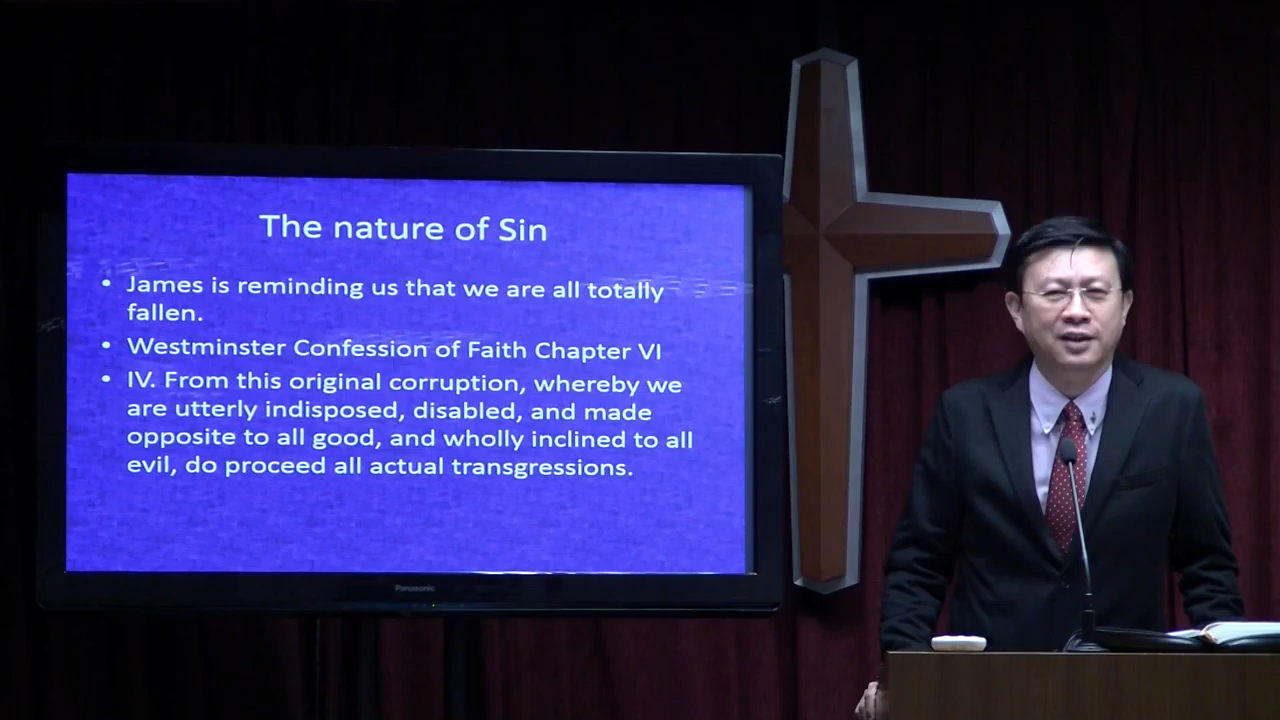 The nature of Sin
• James is reminding us that we are all totally
fallen.
• Westminster Confession of Faith Chapter VI
• IV. From this original corruption, whereby we
are utterly indisposed, disabled, and made
opposite to all good, and wholly inclined to all
evil, do proceed all actual transgressions.
Panasonic